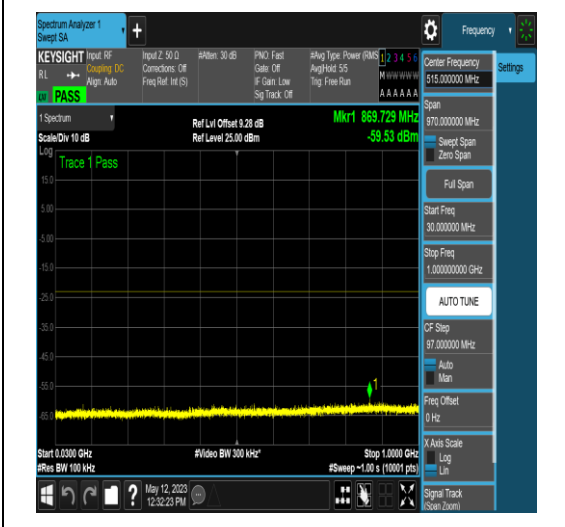 Spectrum Analyzer 1
Swept SA
+
Frequency
KEYSIGHT
RL
PASS
Input: RF
Coupling: DC
Align: Auto
Input Z: 50 Ω
Corrections: Off
Freq Ref: Int (S)
#Atten: 30 dB
PNO: Fast
Gate: Off
IF Gain: Low
Sig Track: Off
#Avg Type: Power (RMS
Avg|Hold: 5/5
Trig: Free Run
1 2 3 4 5 6
M W W W W W
A A A A A A
1 Spectrum
Scale/Div 10 dB
Log
Ref Lvl Offset 9.28 dB
Ref Level 25.00 dBm
Mkr1 869.729 MHz
-59.53 dBm
Trace 1 Pass
15.0
5.00
-5.00
-15.0
-25.0
-35.0
-45.0
-55.0
-65.0
1
Start 0.0300 GHz
#Res BW 100 kHz
#Video BW 300 kHz*
Stop 1.0000 GHz
#Sweep ~1.00 s (10001 pts)
?
May 12, 2023
12:32:23 PM
Center Frequency
515.000000 MHz
Settings
Span
970.000000 MHz
Swept Span
Zero Span
Full Span
Start Freq
30.000000 MHz
Stop Freq
1.000000000 GHz
AUTO TUNE
CF Step
97.000000 MHz
Auto
Man
Freq Offset
0 Hz
X Axis Scale
Log
Lin
Signal Track
(Span Zoom)